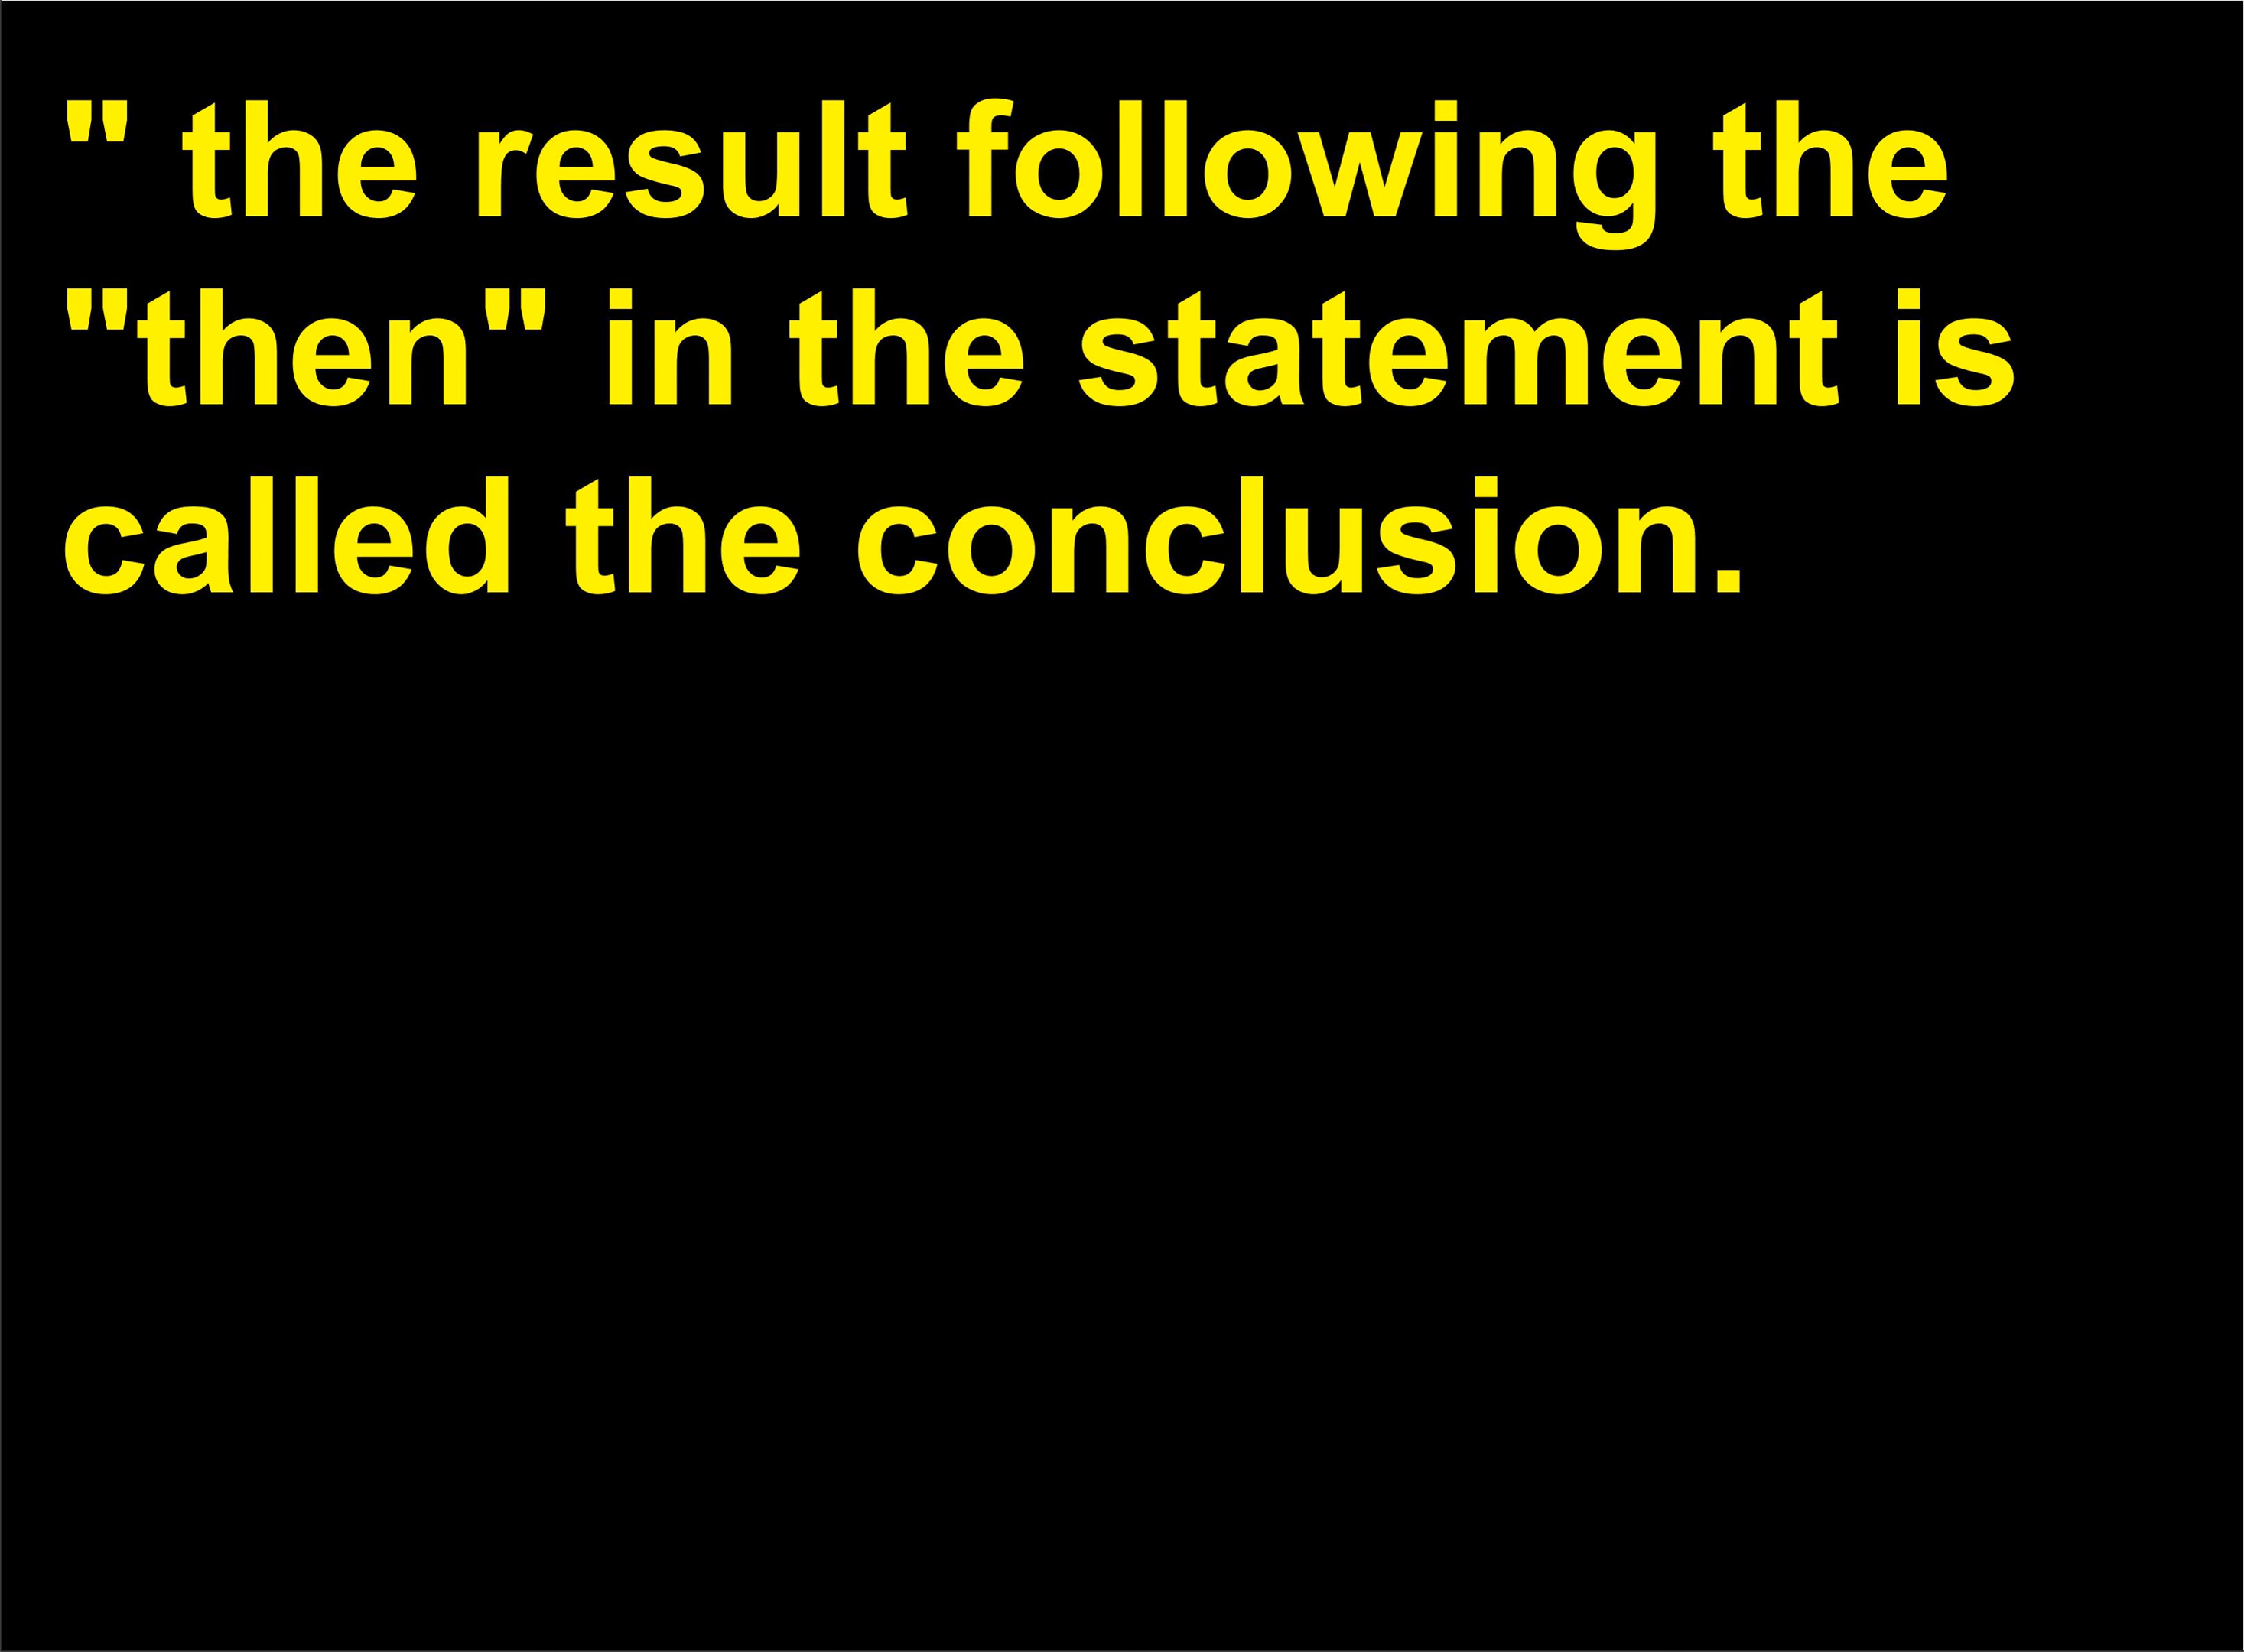 " the result following the
"then" in the statement is
called the conclusion.